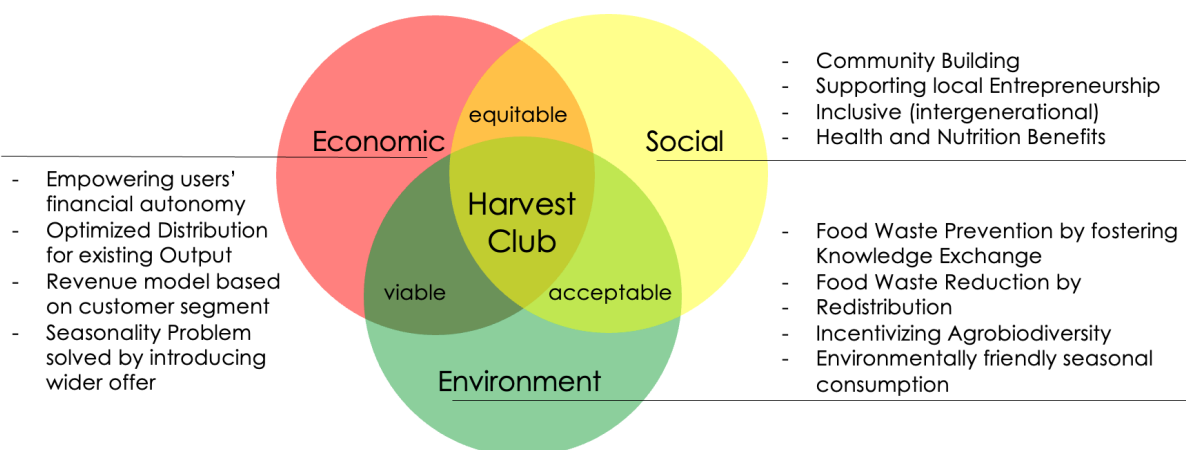 equitable
Economic
Social
Harvest
Club
viable
acceptable
Environment
- Empowering users’
financial autonomy
- Optimized Distribution
for existing Output
- Revenue model based
on customer segment
- Seasonality Problem
solved by introducing
wider offer
- Community Building
- Supporting local Entrepreneurship
- Inclusive (intergenerational)
- Health and Nutrition Benefits
- Food Waste Prevention by fostering
Knowledge Exchange
- Food Waste Reduction by
- Redistribution
- Incentivizing Agrobiodiversity
- Environmentally friendly seasonal
consumption